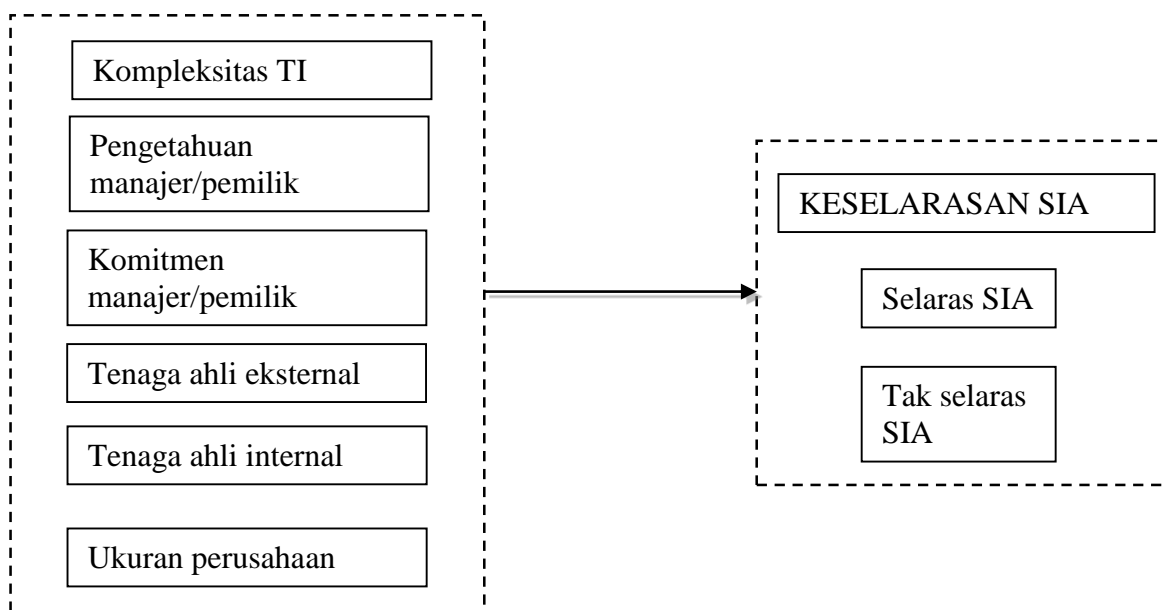 Kompleksitas TI
Pengetahuan
manajer/pemilik
Komitmen
manajer/pemilik
Tenaga ahli eksternal
Tenaga ahli internal
Ukuran perusahaan
KESELARASAN SIA
Selaras SIA
Tak selaras
SIA